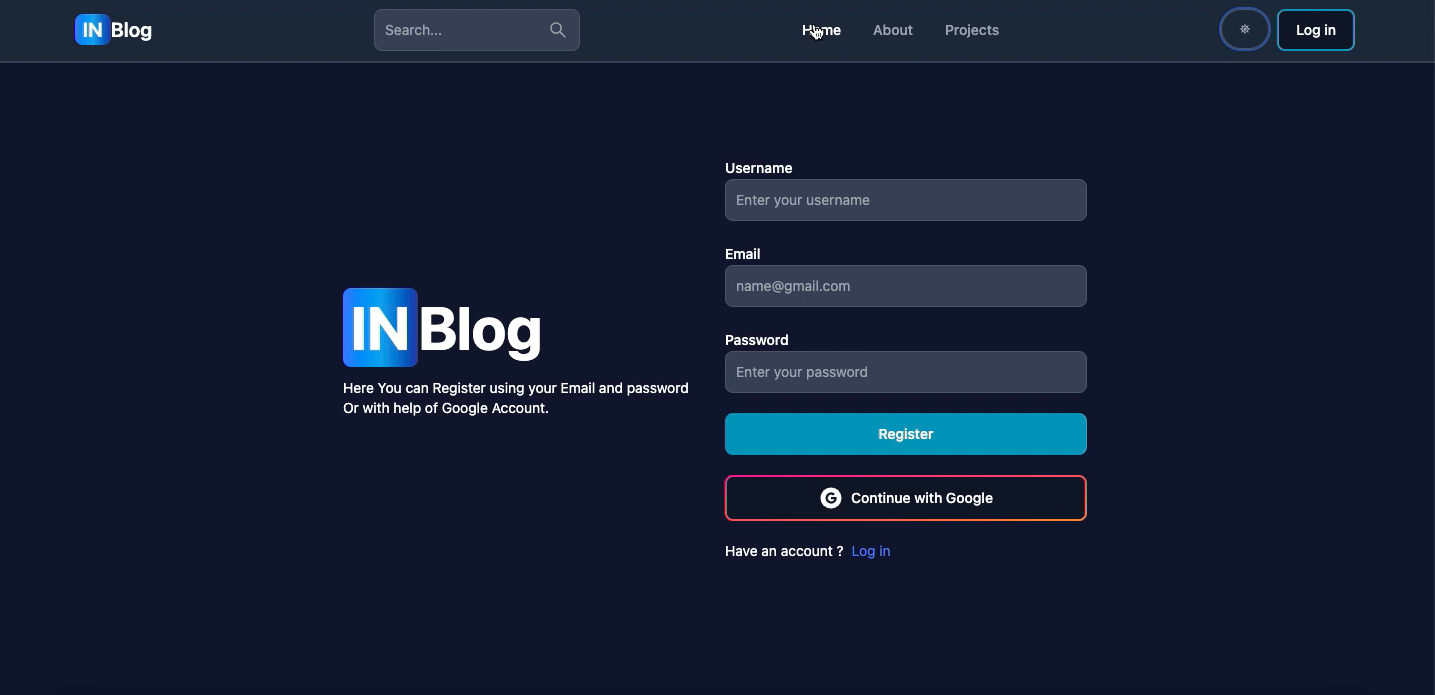 IN Blog
Search...
Home
About
Projects
Log in
IN Blog
Here You can Register using your Email and password
Or with help of Google Account.
Username
Enter your username
Email
name@gmail.com
Password
Enter your password
Register
G Continue with Google
Have an account ? Log in